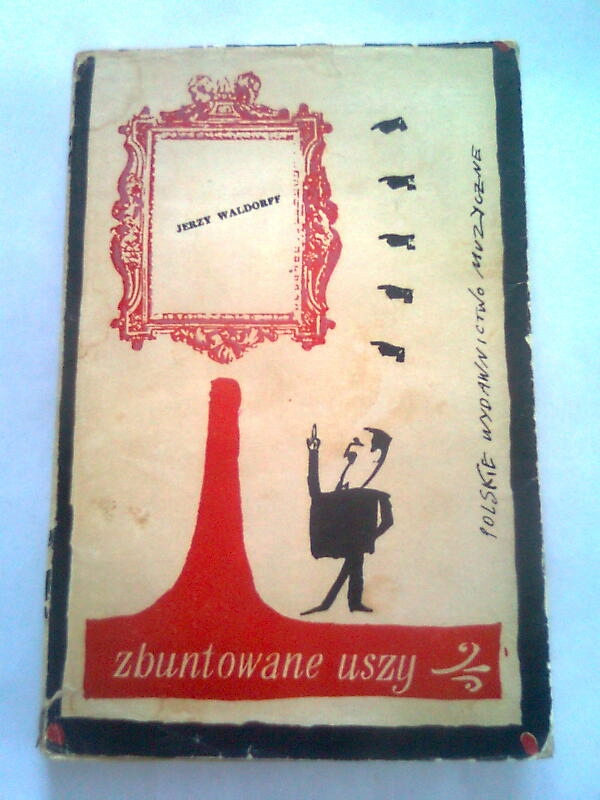 JERZY WALDORFF
POLSKIE WYDAWNICTWO MUZYCZNE
zbuntowane uszy